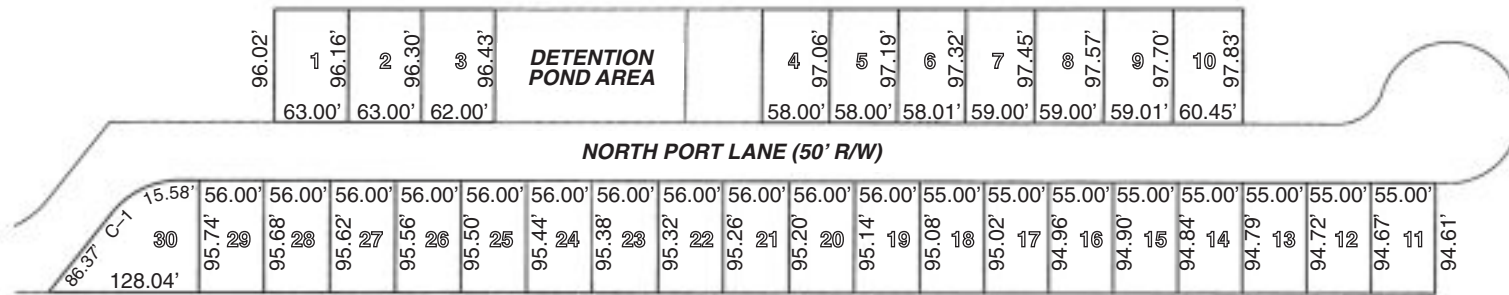 96.02’ 1 96.16’ 2 96.30’ 3 96.43’
63.00’ 63.00’ 62.00’
DETENTION
POND AREA
4 97.06’ 5 97.19’ 6 97.32’ 7 97.45’ 8 97.57’ 9 97.70’ 10 97.83’
58.00’ 58.00’ 58.01’ 59.00’ 59.00’ 59.01’ 60.45’
NORTH PORT LANE (50’ R/W)
15.58’ 56.00’ 56.00’ 56.00’ 56.00’ 56.00’ 56.00’ 56.00’ 56.00’ 56.00’ 56.00’ 56.00’ 55.00’ 55.00’ 55.00’ 55.00’ 55.00’ 55.00’ 55.00’ 55.00’
86.37’ C–1 30 95.74’ 29 95.68’ 28 95.62’ 27 95.56’ 26 95.50’ 25 95.44’ 24 95.38’ 23 95.32’ 22 95.26’ 21 95.20’ 20 95.14’ 19 95.08’ 18 95.02’ 17 94.96’ 16 94.90’ 15 94.84’ 14 94.79’ 13 94.72’ 12 94.67’ 11 94.61’
128.04’